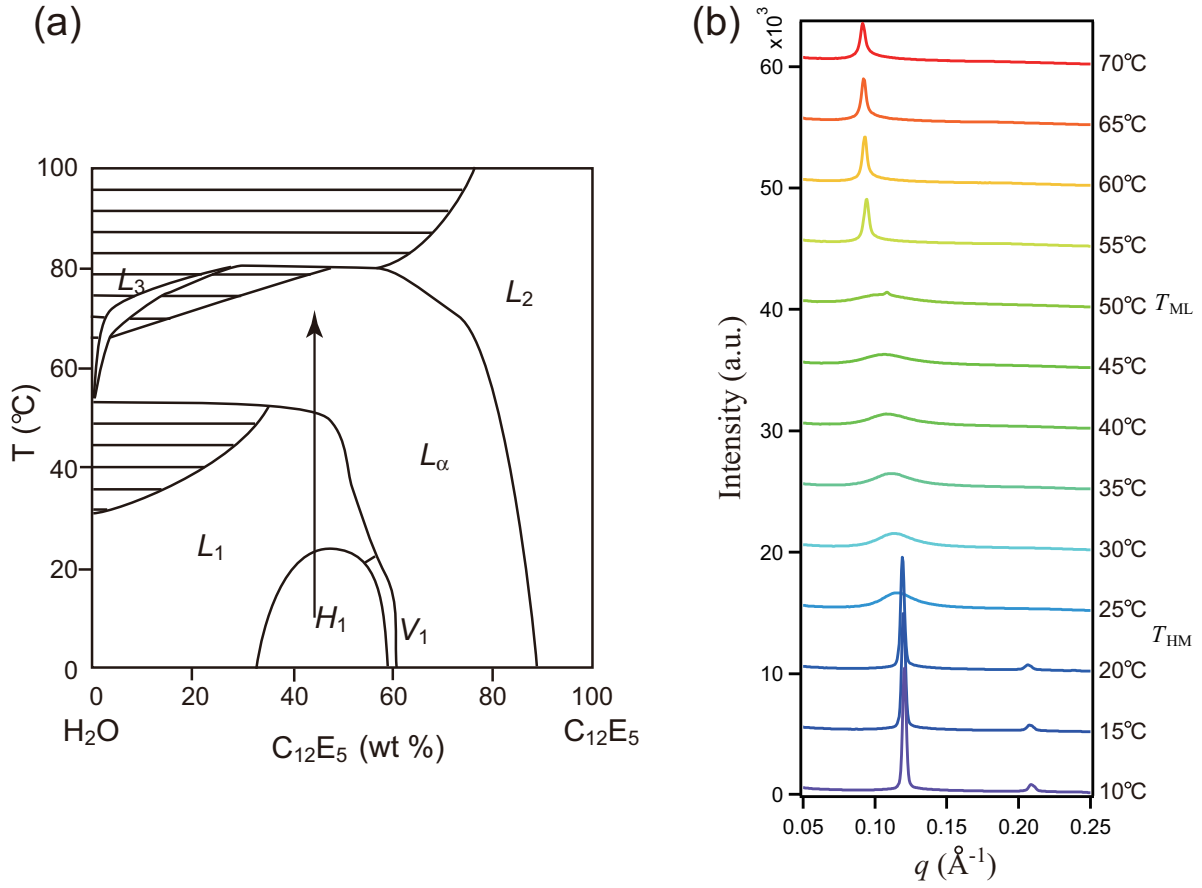 (a)
100
80
60
40
20
0
T (℃)
L3
L2
Lα
L1
H1
V1
0 20 40 60 80 100
H2O C12E5 (wt %) C12E5
(b)
x10³
60
50
40
30
20
10
0
Intensity (a.u.)
70℃
65℃
60℃
55℃
50℃ TML
45℃
40℃
35℃
30℃
25℃
THM
20℃
15℃
10℃
0.05 0.10 0.15 0.20 0.25
q (Å⁻¹)